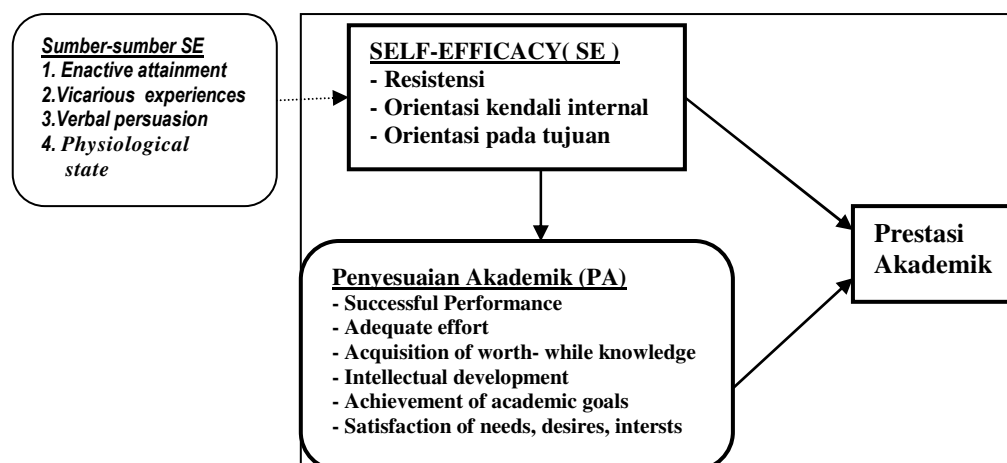 Sumber-sumber SE
1. Enactive attainment
2.Vicarious experiences
3.Verbal persuasion
4. Physiological
state
SELF-EFFICACY( SE )
- Resistensi
- Orientasi kendali internal
- Orientasi pada tujuan
Prestasi
Akademik
Penyesuaian Akademik (PA)
- Successful Performance
- Adequate effort
- Acquisition of worth- while knowledge
- Intellectual development
- Achievement of academic goals
- Satisfaction of needs, desires, intersts